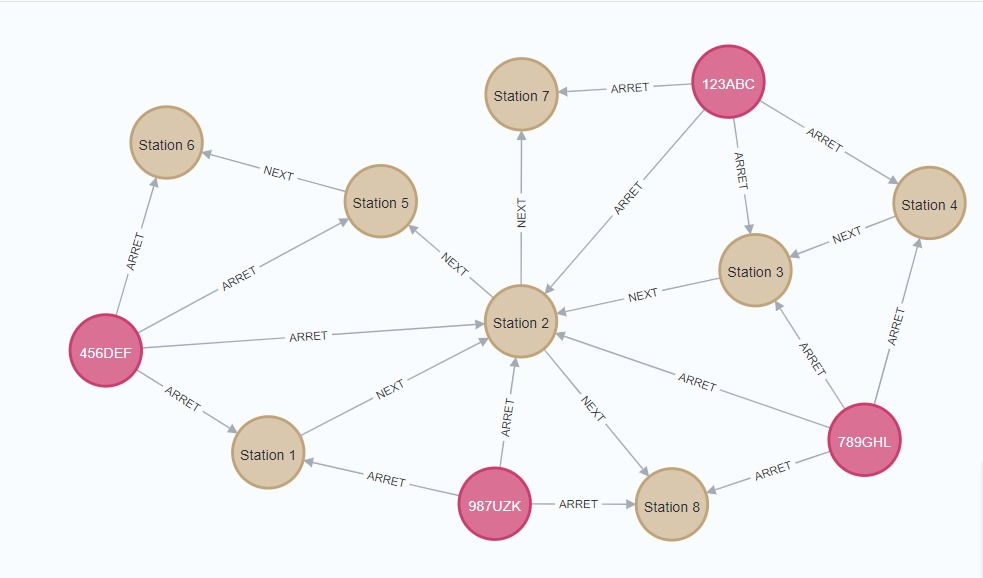 123ABC
ARRET
Station 7
ARRET
Station 6
NEXT
ARRET
Station 5
ARRET
Station 4
NEXT
NEXT
ARRET
NEXT
Station 3
ARRET
NEXT
Station 2
ARRET
ARRET
456DEF
ARRET
ARRET
ARRET
NEXT
ARRET
NEXT
ARRET
789GHL
Station 1
ARRET
ARRET
987UZK
ARRET
Station 8